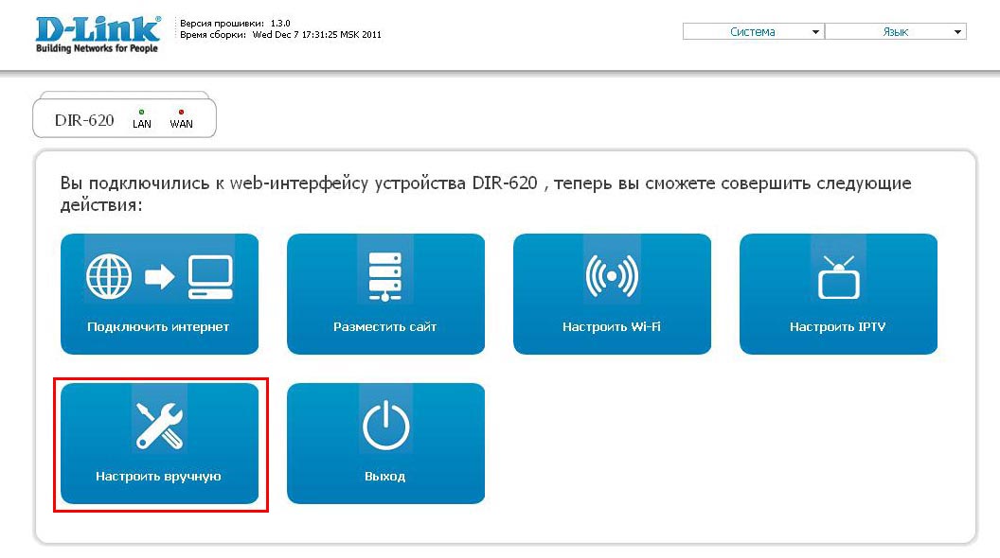 D-Link
Building Networks for People
Версия прошивки: 1.3.0
Время сборки: Wed Dec 7 17:31:25 MSK 2011
Система
Язык
DIR-620
LAN
WAN
Вы подключились к web-интерфейсу устройства DIR-620 , теперь вы сможете совершить следующие
действия:
Подключить интернет
Разместить сайт
Настроить Wi-Fi
Настроить IPTV
Настроить вручную
Выход